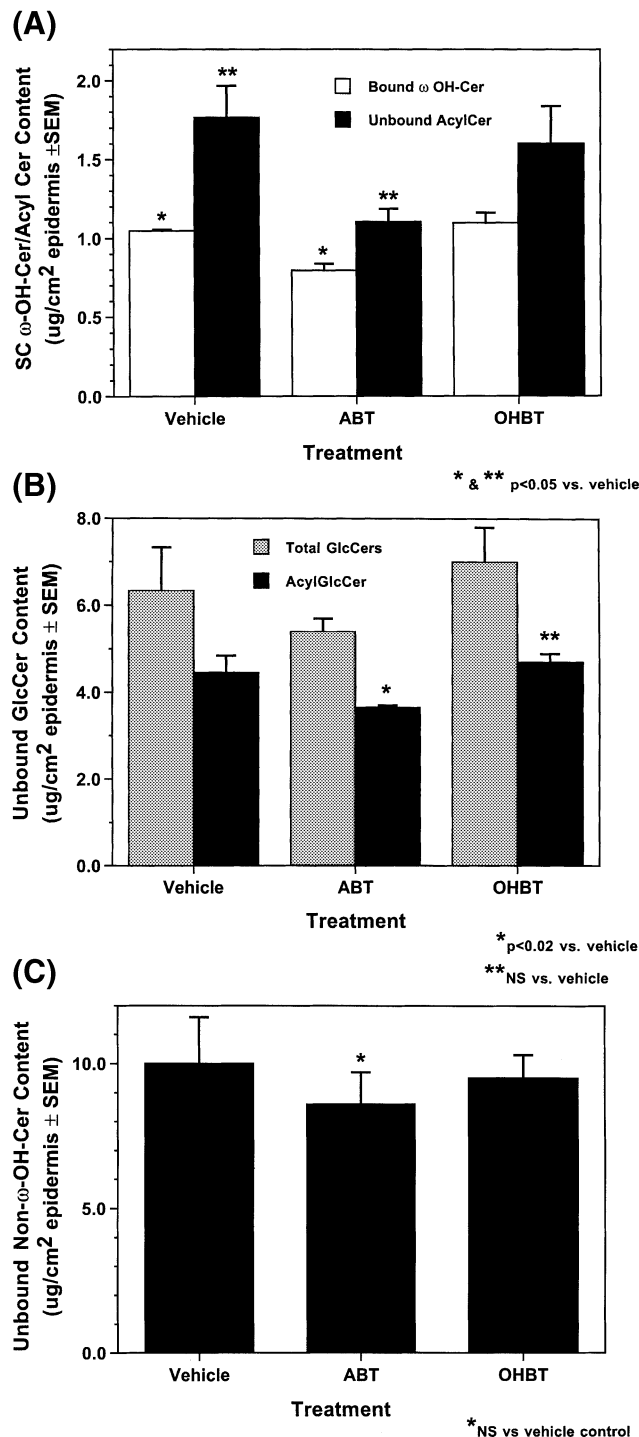 (A)
SC ω-OH-Cer/Acyl Cer Content
(ug/cm2 epidermis ±SEM)
2.0
1.5
1.0
0.5
0.0
Bound ω OH-Cer
Unbound AcylCer
*
**
*
**
Vehicle
ABT
OHBT
Treatment
* & ** p<0.05 vs. vehicle
(B)
Unbound GlcCer Content
(ug/cm2 epidermis ± SEM)
8.0
6.0
4.0
2.0
0.0
Total GlcCers
AcylGlcCer
*
**
Vehicle
ABT
OHBT
Treatment
*p<0.02 vs. vehicle
**NS vs. vehicle
(C)
Unbound Non-ω-OH-Cer Content
(ug/cm2 epidermis ± SEM)
10.0
5.0
0.0
*
Vehicle
ABT
OHBT
Treatment
*NS vs vehicle control